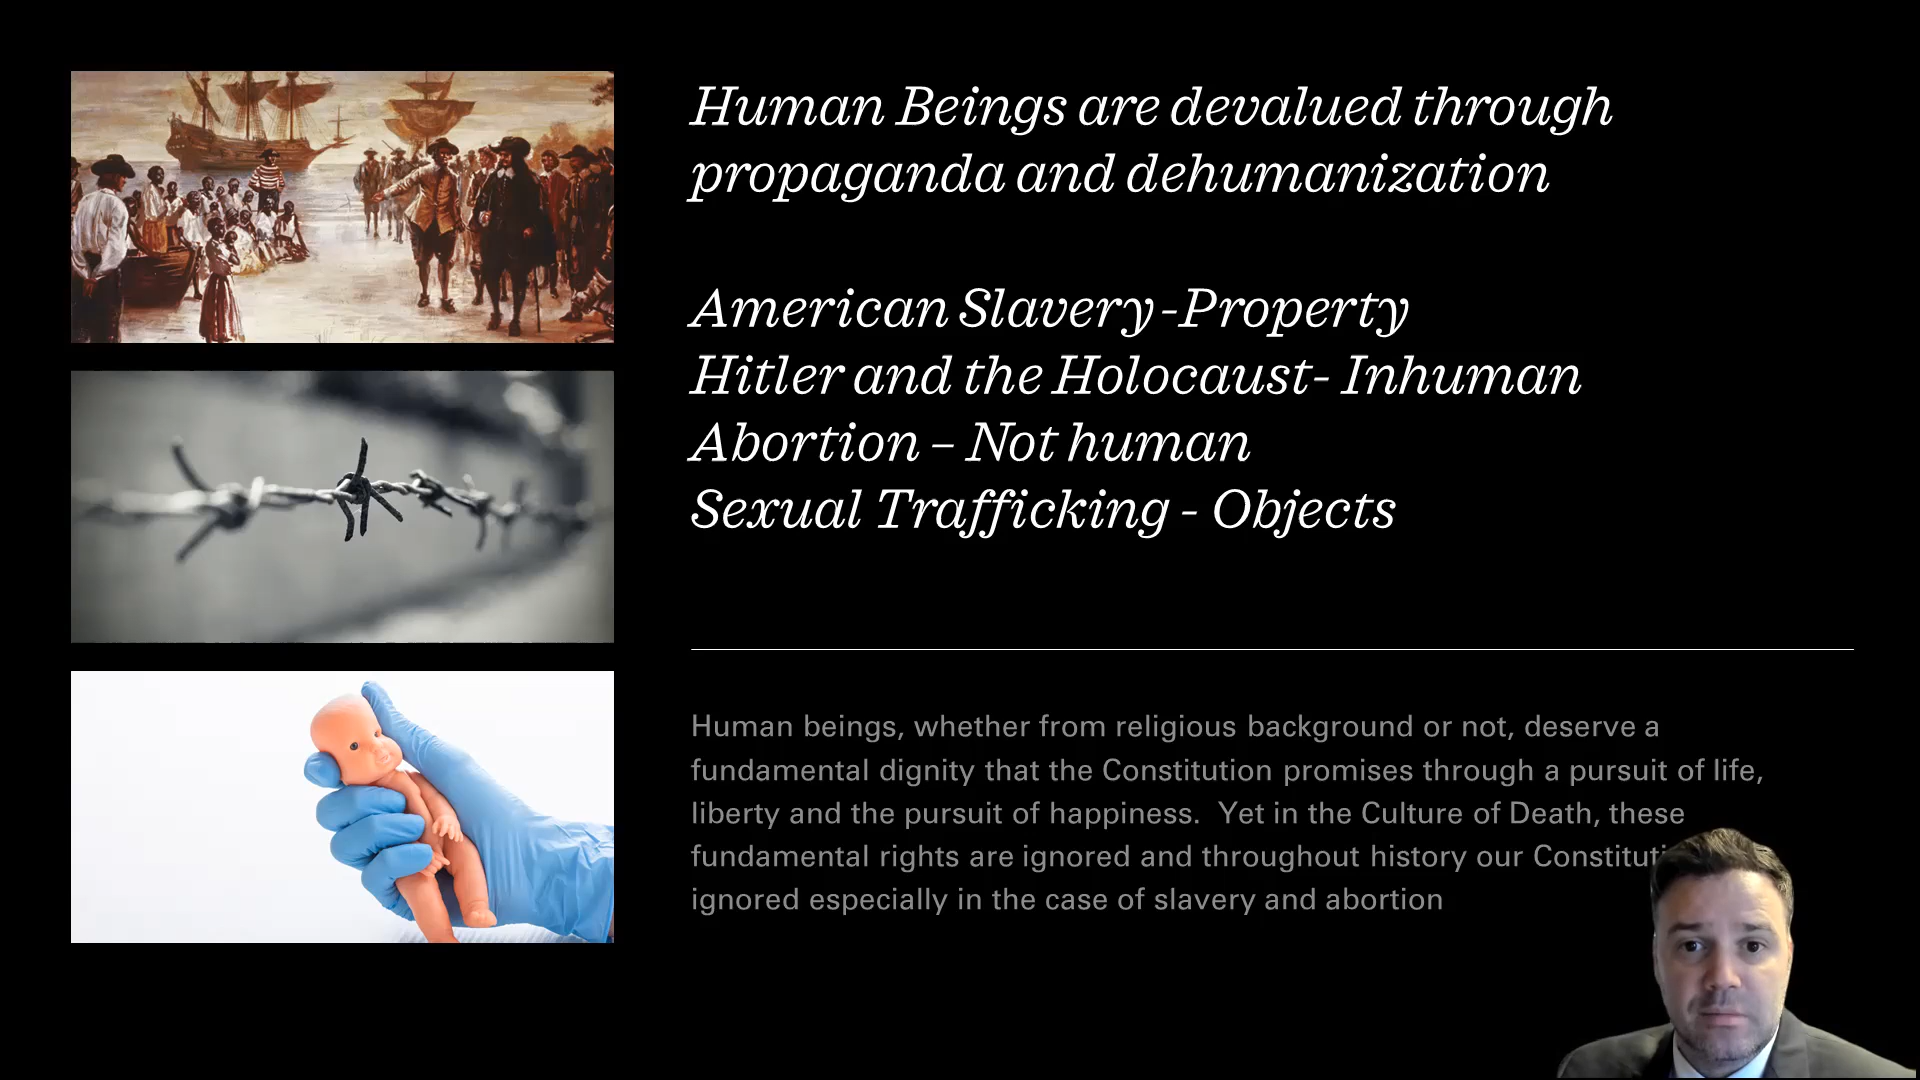 Human Beings are devalued through
propaganda and dehumanization
American Slavery -Property
Hitler and the Holocaust- Inhuman
Abortion – Not human
Sexual Trafficking - Objects
Human beings, whether from religious background or not, deserve a
fundamental dignity that the Constitution promises through a pursuit of life,
liberty and the pursuit of happiness.  Yet in the Culture of Death, these
fundamental rights are ignored and throughout history our
ignored especially in the case of slavery and abortion